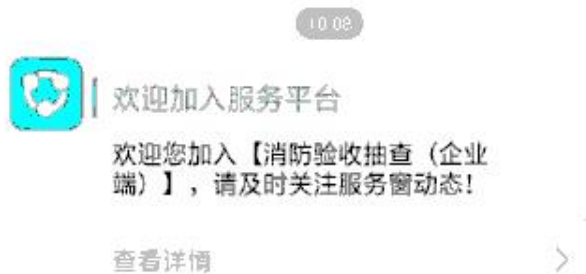 10:08
欢迎加入服务平台
欢迎您加入【消防验收抽查（企业
端）】，请及时关注服务窗动态！
查看详情